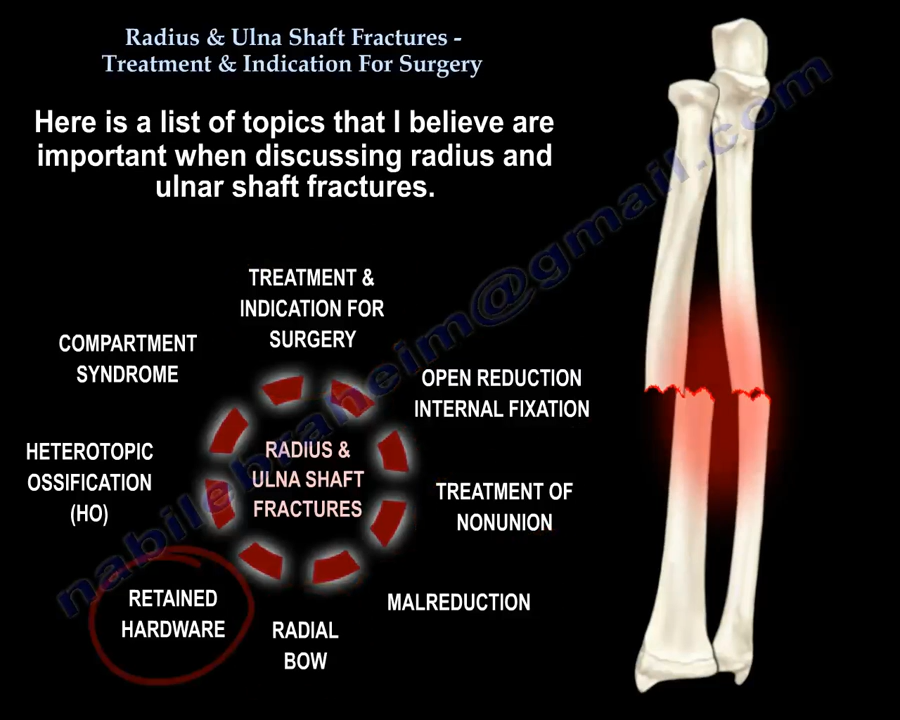 Radius & Ulna Shaft Fractures -
Treatment & Indication For Surgery
Here is a list of topics that I believe are
important when discussing radius and
ulnar shaft fractures.
TREATMENT &
INDICATION FOR
SURGERY
COMPARTMENT
SYNDROME
OPEN REDUCTION
INTERNAL FIXATION
HETEROTOPIC
OSSIFICATION
(HO)
RADIUS &
ULNA SHAFT
FRACTURES
TREATMENT OF
NONUNION
RETAINED
HARDWARE
RADIAL
BOW
MALREDUCTION
nabilebraheim@gmail.com